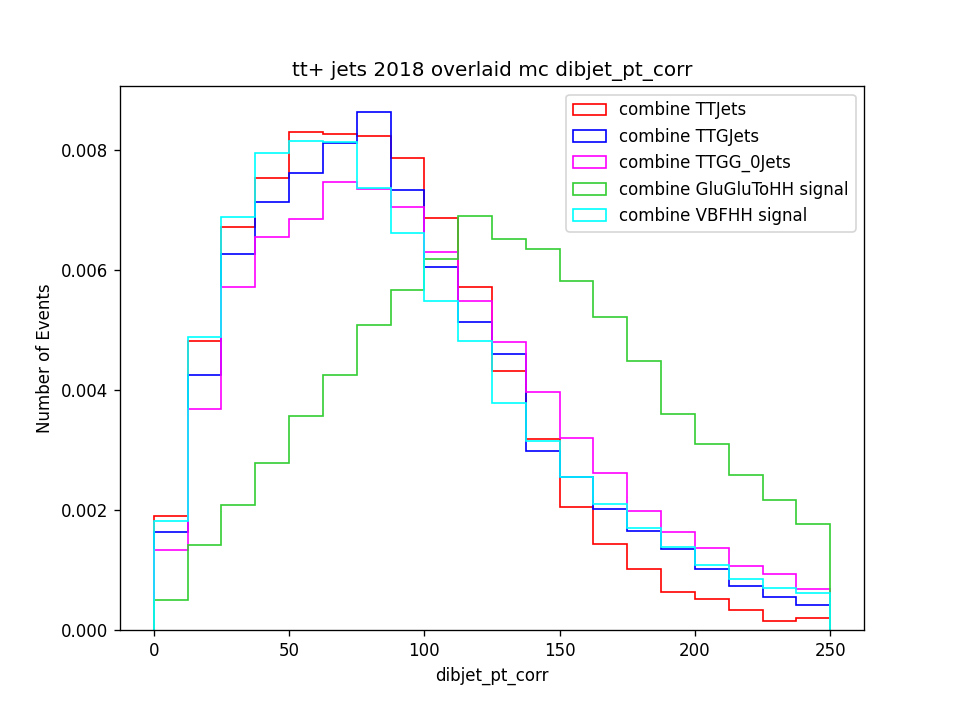 tt+ jets 2018 overlaid mc dibjet_pt_corr
combine TTJets
combine TTGJets
combine TTGG_0Jets
combine GluGluToHH signal
combine VBFHH signal
0.008
0.006
0.004
0.002
0.000
Number of Events
0 50 100 150 200 250
dibjet_pt_corr